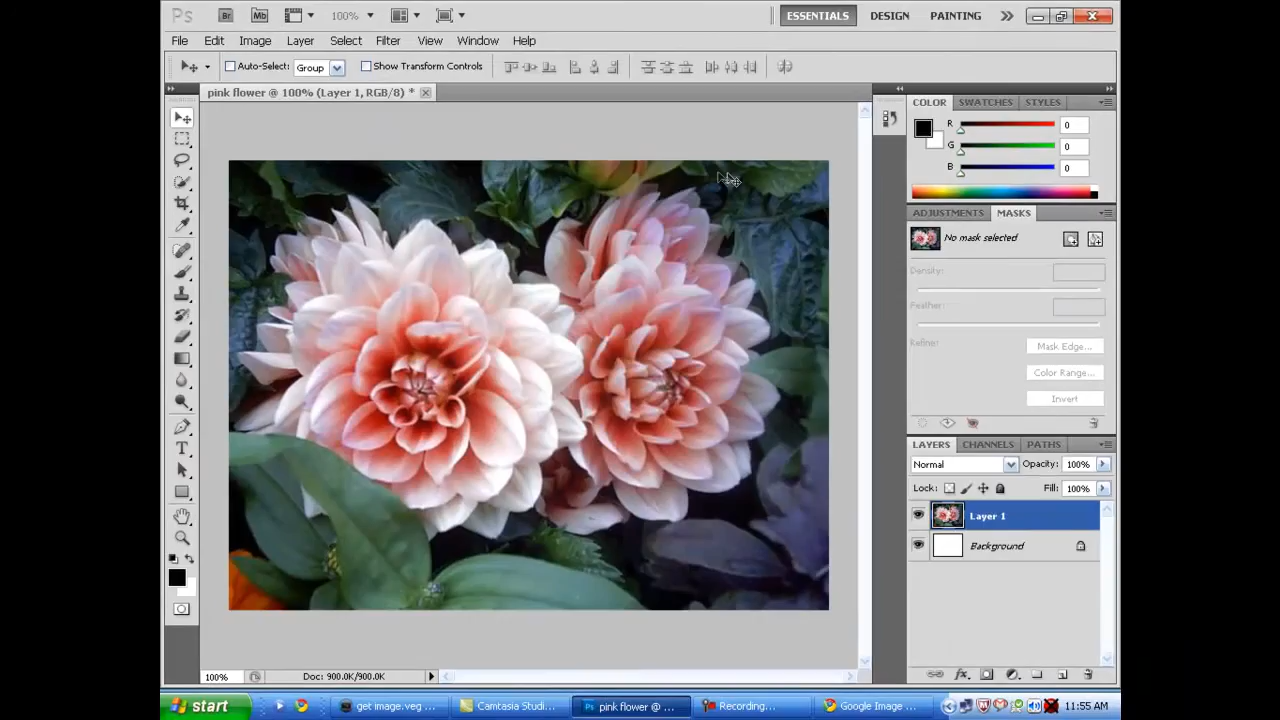 Ps Br Mb 100% ESSENTIALS DESIGN PAINTING
File Edit Image Layer Select Filter View Window Help
Auto-Select: Group Show Transform Controls
pink flower @ 100% (Layer 1, RGB/8) *
COLOR SWATCHES STYLES
R 0
G 0
B 0
ADJUSTMENTS MASKS
No mask selected
Density:
Feather:
Refine:
Mask Edge...
Color Range...
Invert
LAYERS CHANNELS PATHS
Normal Opacity: 100%
Lock: Fill: 100%
Layer 1
Background
100% Doc: 900.0K/900.0K
start get image.veg ... Camtasia Studi... Ps pink flower @ ... Recording... Google Image ... 11:55 AM